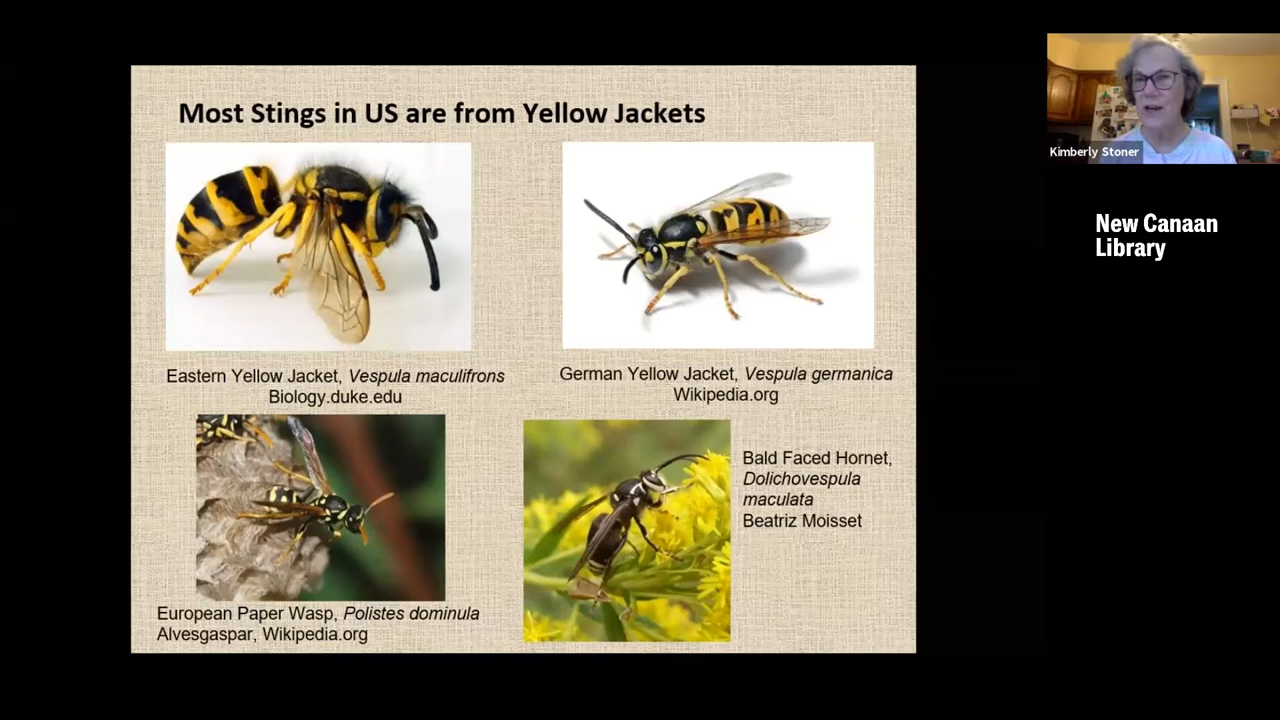 Most Stings in US are from Yellow Jackets
Eastern Yellow Jacket, Vespula maculifrons
Biology.duke.edu
German Yellow Jacket, Vespula germanica
Wikipedia.org
European Paper Wasp, Polistes dominula
Alvesgaspar, Wikipedia.org
Bald Faced Hornet,
Dolichovespula
maculata
Beatriz Moisset
Kimberly Stoner
New Canaan
Library